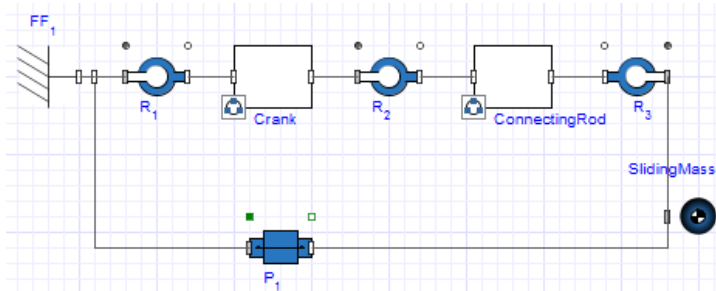 FF1
R1
Crank
R2
ConnectingRod
R3
SlidingMass
P1